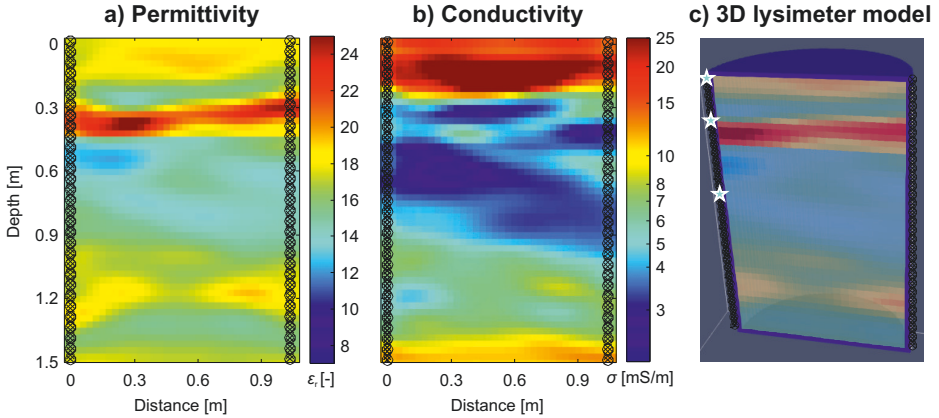 a) Permittivity
b) Conductivity
c) 3D lysimeter model
0
0.3
0.6
0.9
1.2
1.5
Depth [m]
0 0.3 0.6 0.9
Distance [m]
24
22
20
18
16
14
12
10
8
εr [-]
0 0.3 0.6 0.9
Distance [m]
25
20
15
10
7
6
5
4
3
σ [mS/m]